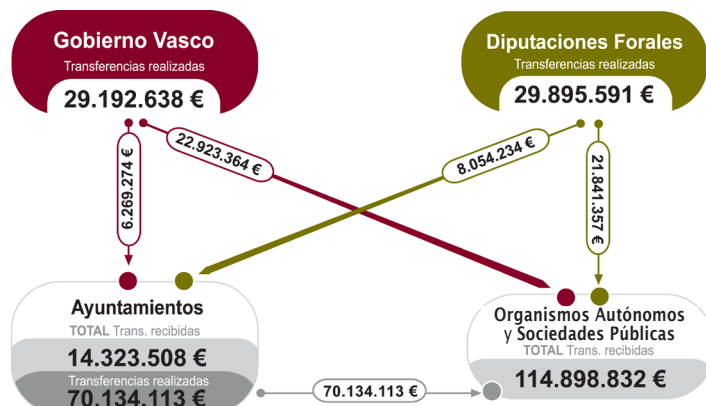 Gobierno Vasco
Transferencias realizadas
29.192.638 €
Diputaciones Forales
Transferencias realizadas
29.895.591 €
22.923.364 €
8.054.234 €
6.269.274 €
21.841.357 €
Ayuntamientos
TOTAL Trans. recibidas
14.323.508 €
Transferencias realizadas
70.134.113 €
Organismos Autónomos
y Sociedades Públicas
TOTAL Trans. recibidas
114.898.832 €
70.134.113 €